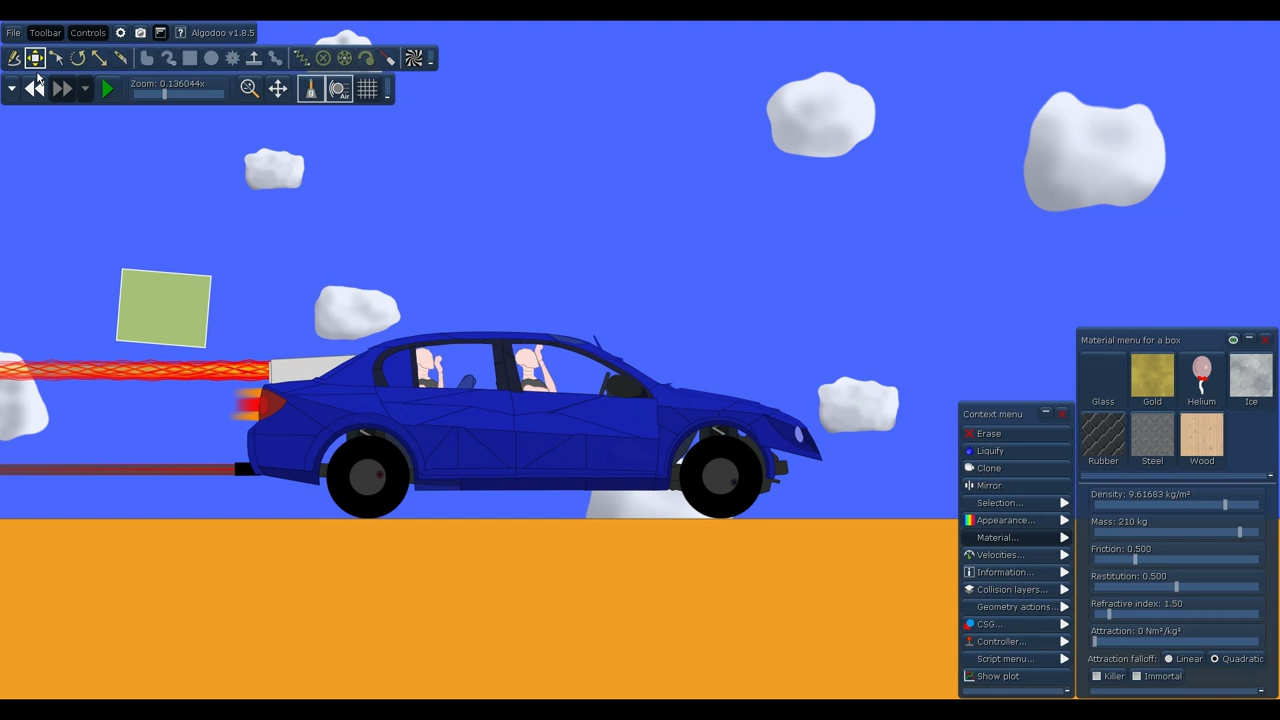 File Toolbar Controls ? Algodoo v1.8.5
Zoom: 0.136044x
g Air
Material menu for a box
Glass Gold Helium Ice
Rubber Steel Wood
Density: 9.61683 kg/m²
Mass: 210 kg
Friction: 0.500
Restitution: 0.500
Refractive index: 1.50
Attraction: 0 Nm²/kg²
Attraction falloff: Linear Quadratic
Killer Immortal
Context menu
Erase
Liquify
Clone
Mirror
Selection...
Appearance...
Material...
Velocities...
Information...
Collision layers...
Geometry actions...
CSG...
Controller...
Script menu...
Show plot